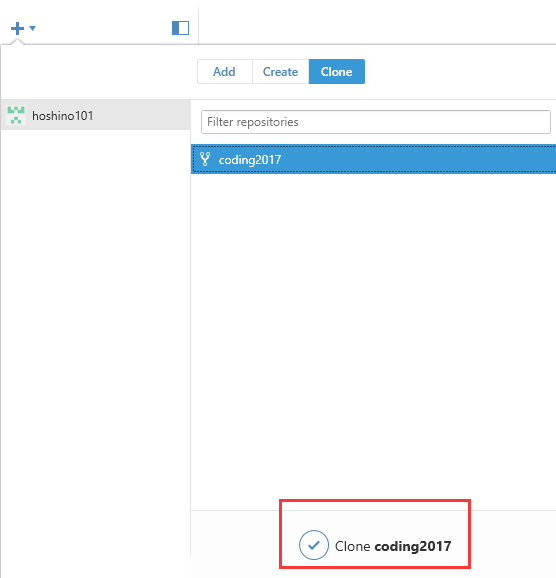 Add Create Clone
hoshino101
Filter repositories
coding2017
Clone coding2017